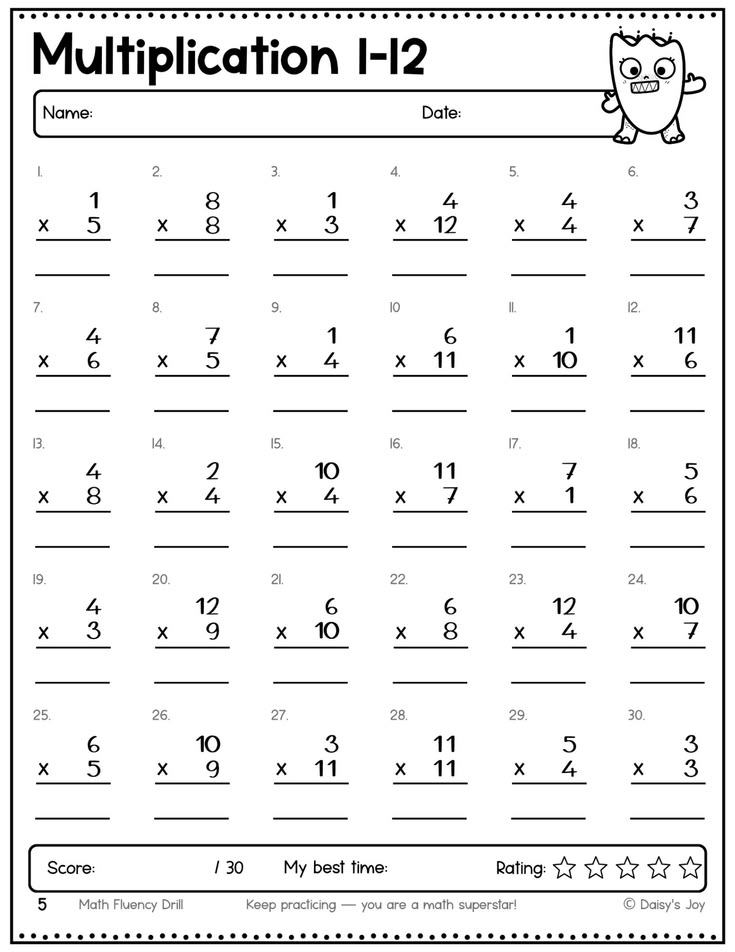 Multiplication 1-12
Name: Date:
1. 2. 3. 4. 5. 6.
1 8 1 4 4 3
x 5 x 8 x 3 x 12 x 4 x 7
7. 8. 9. 10 11. 12.
4 7 1 6 1 11
x 6 x 5 x 4 x 11 x 10 x 6
13. 14. 15. 16. 17. 18.
4 2 10 11 7 5
x 8 x 4 x 4 x 7 x 1 x 6
19. 20. 21. 22. 23. 24.
4 12 6 6 12 10
x 3 x 9 x 10 x 8 x 4 x 7
25. 26. 27. 28. 29. 30.
6 10 3 11 5 3
x 5 x 9 x 11 x 11 x 4 x 3
Score: / 30 My best time: Rating:
5 Math Fluency Drill Keep practicing — you are a math superstar! © Daisy's Joy